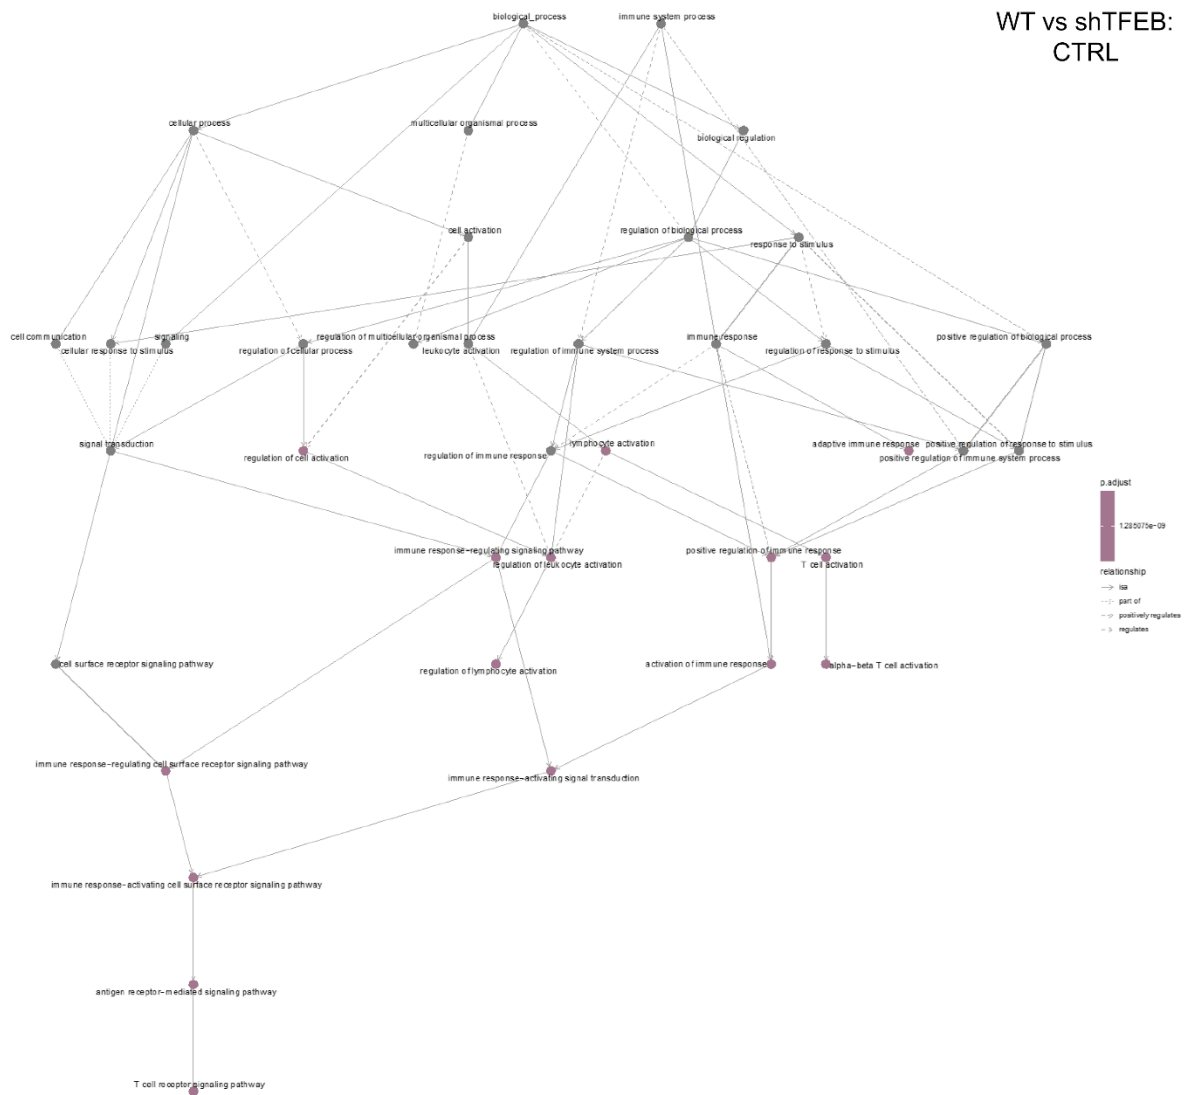 WT vs shTFEB:
CTRL
biological_process
immune system process
cellular process
multicellular organismal process
biological regulation
cell activation
regulation of biological process
response to stimulus
cell communication
signaling
cellular response to stimulus
regulation of cellular process
regulation of multicellular organismal process
leukocyte activation
regulation of immune system process
immune response
regulation of response to stimulus
positive regulation of biological process
signal transduction
regulation of cell activation
regulation of immune response
lymphocyte activation
adaptive immune response
positive regulation of response to stimulus
positive regulation of immune system process
p.adjust
1.285075e-09
relationship
isa
part of
positively regulates
regulates
immune response-regulating signaling pathway
regulation of leukocyte activation
positive regulation of immune response
T cell activation
cell surface receptor signaling pathway
regulation of lymphocyte activation
activation of immune response
alpha-beta T cell activation
immune response-regulating cell surface receptor signaling pathway
immune response-activating signal transduction
immune response-activating cell surface receptor signaling pathway
antigen receptor-mediated signaling pathway
T cell receptor signaling pathway